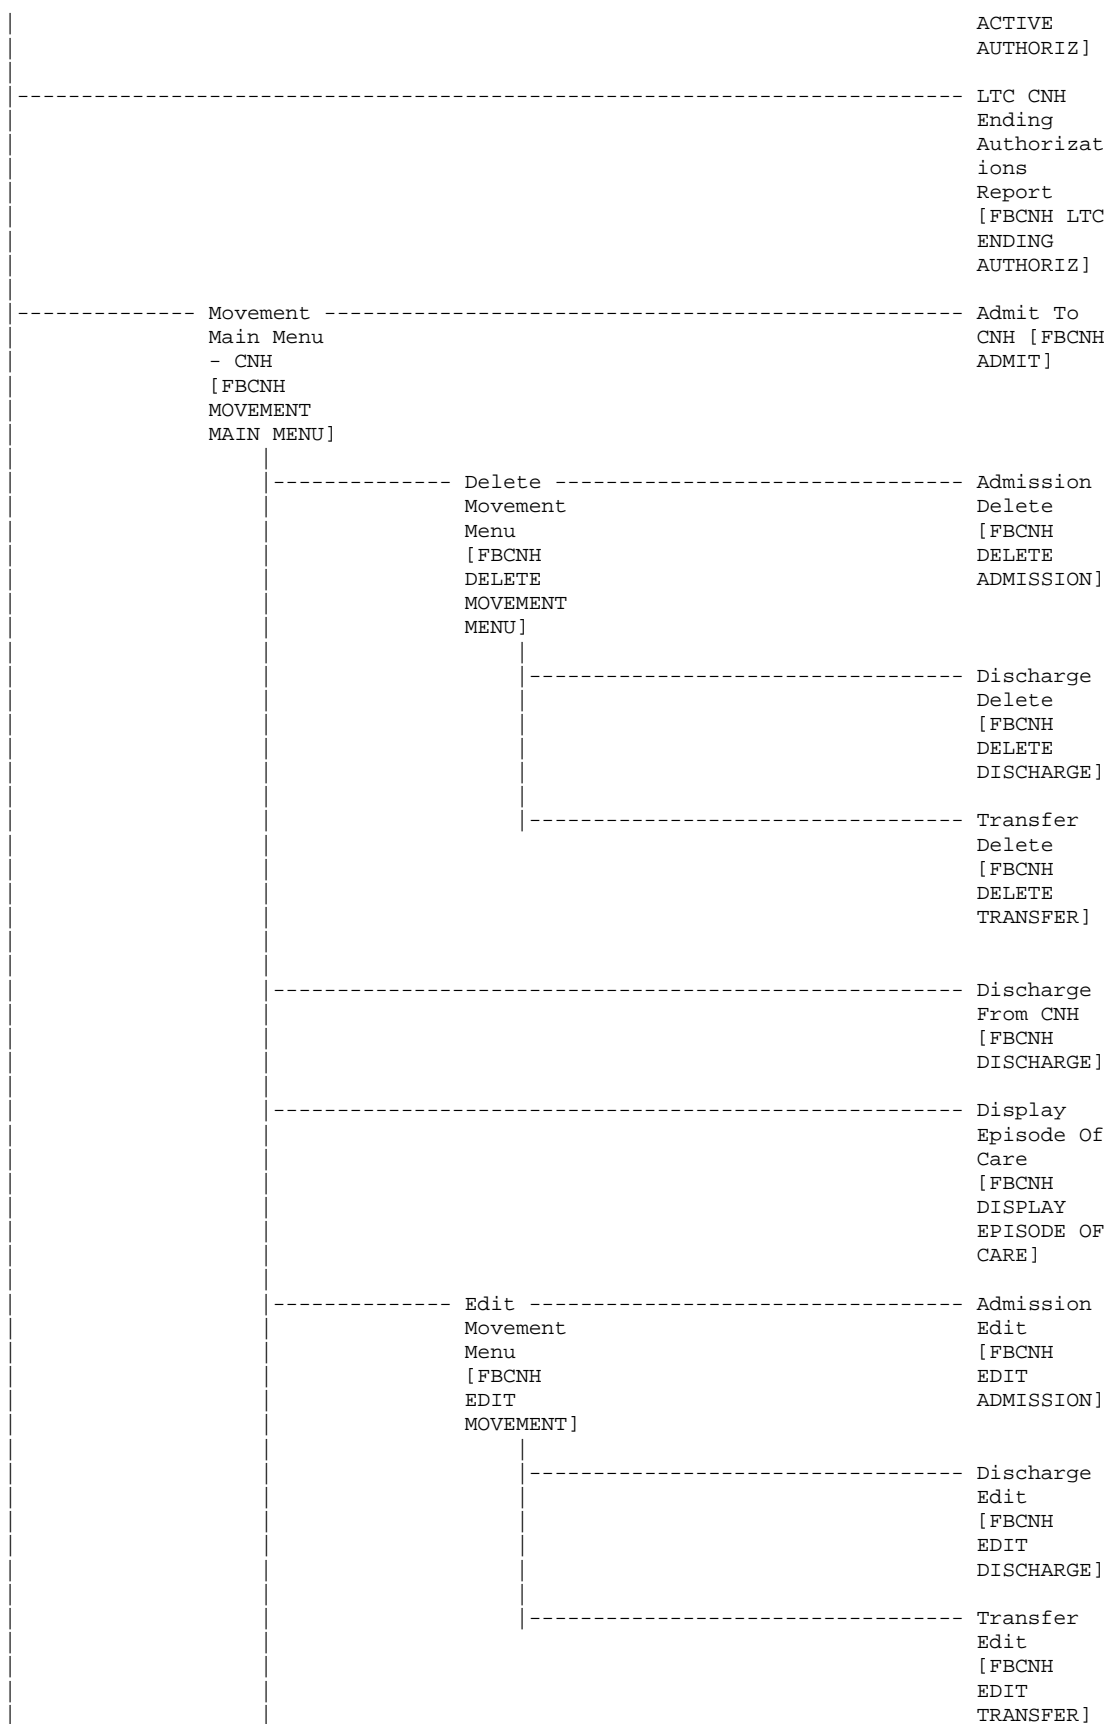 ACTIVE
AUTHORIZ]
LTC CNH
Ending
Authorizat
ions
Report
[FBCNH LTC
ENDING
AUTHORIZ]
Movement
Main Menu
- CNH
[FBCNH
MOVEMENT
MAIN MENU]
Admit To
CNH [FBCNH
ADMIT]
Delete
Movement
Menu
[FBCNH
DELETE
MOVEMENT
MENU]
Admission
Delete
[FBCNH
DELETE
ADMISSION]
Discharge
Delete
[FBCNH
DELETE
DISCHARGE]
Transfer
Delete
[FBCNH
DELETE
TRANSFER]
Discharge
From CNH
[FBCNH
DISCHARGE]
Display
Episode Of
Care
[FBCNH
DISPLAY
EPISODE OF
CARE]
Edit
Movement
Menu
[FBCNH
EDIT
MOVEMENT]
Admission
Edit
[FBCNH
EDIT
ADMISSION]
Discharge
Edit
[FBCNH
EDIT
DISCHARGE]
Transfer
Edit
[FBCNH
EDIT
TRANSFER]